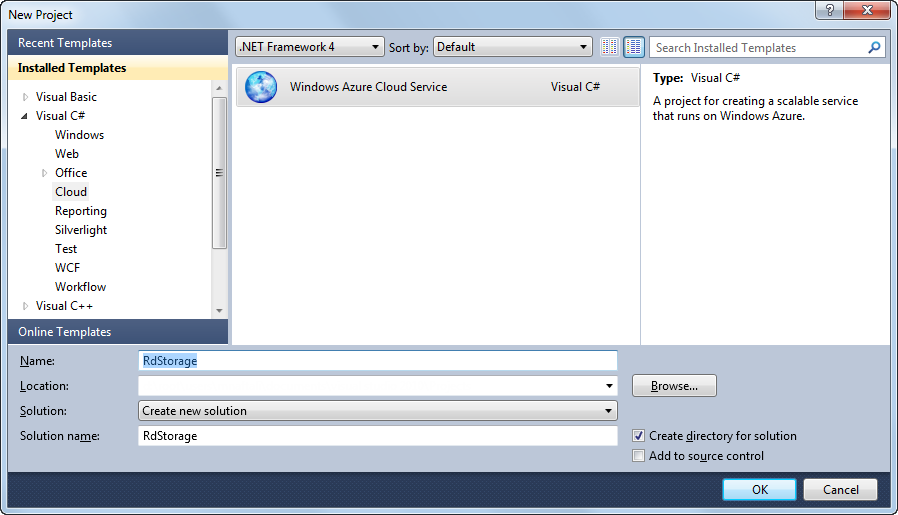 New Project
?
Recent Templates
Installed Templates
Visual Basic
Visual C#
Windows
Web
Office
Cloud
Reporting
Silverlight
Test
WCF
Workflow
Visual C++
Online Templates
.NET Framework 4
Sort by:
Default
Search Installed Templates
Windows Azure Cloud Service
Visual C#
Type: Visual C#
A project for creating a scalable service
that runs on Windows Azure.
Name:
RdStorage
Location:
Browse...
Solution:
Create new solution
Solution name:
RdStorage
Create directory for solution
Add to source control
OK
Cancel